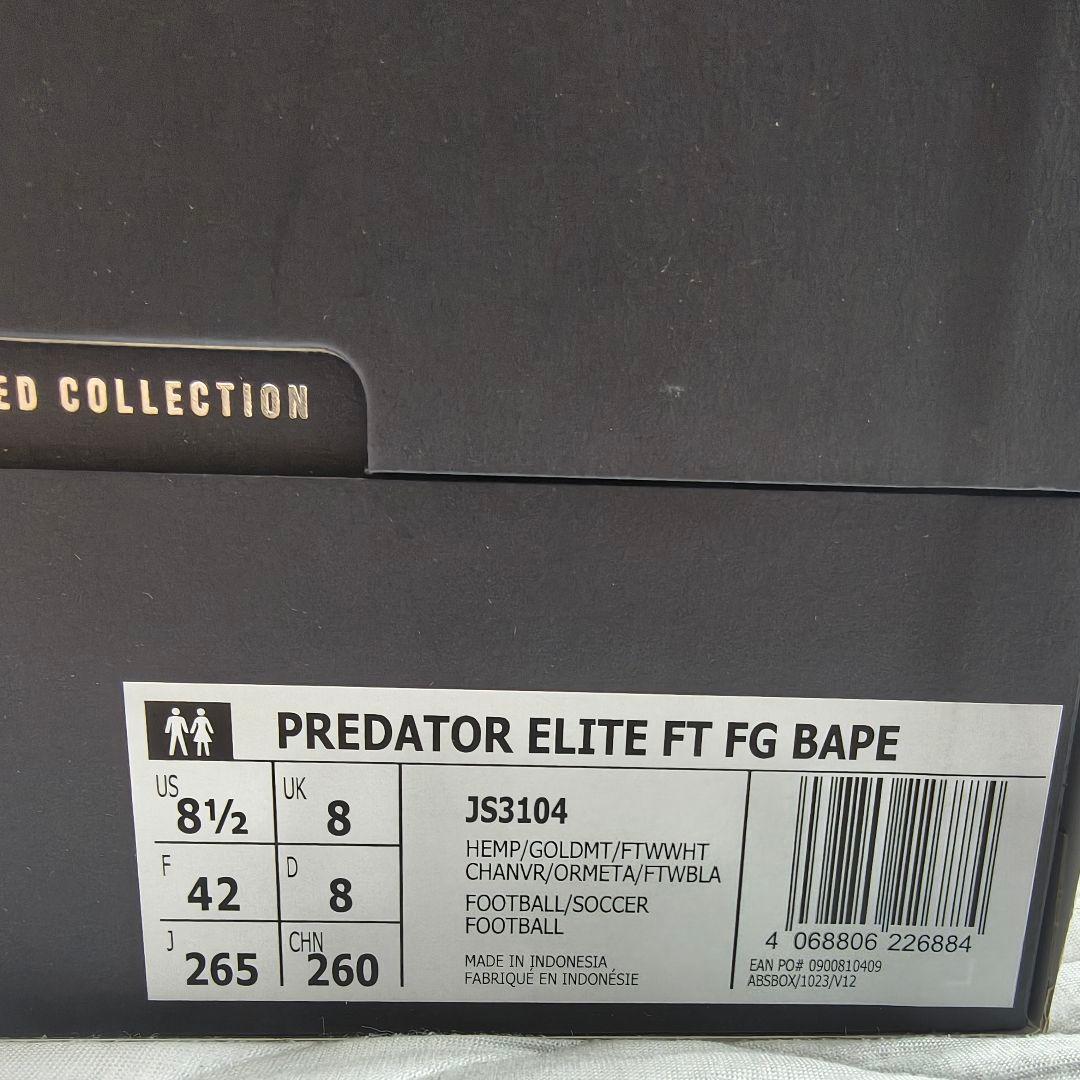 COLLECTION
PREDATOR ELITE FT FG BAPE
US 8½
UK 8
F 42
D 8
J 265
CHN 260
JS3104
HEMP/GOLDMT/FTWWHT
CHANVR/ORMETA/FTWBLA
FOOTBALL/SOCCER
FOOTBALL
MADE IN INDONESIA
FABRIQUÉ EN INDONÉSIE
4 068806 226884
EAN PO# 0900810409
ABSBOX/1023/V12